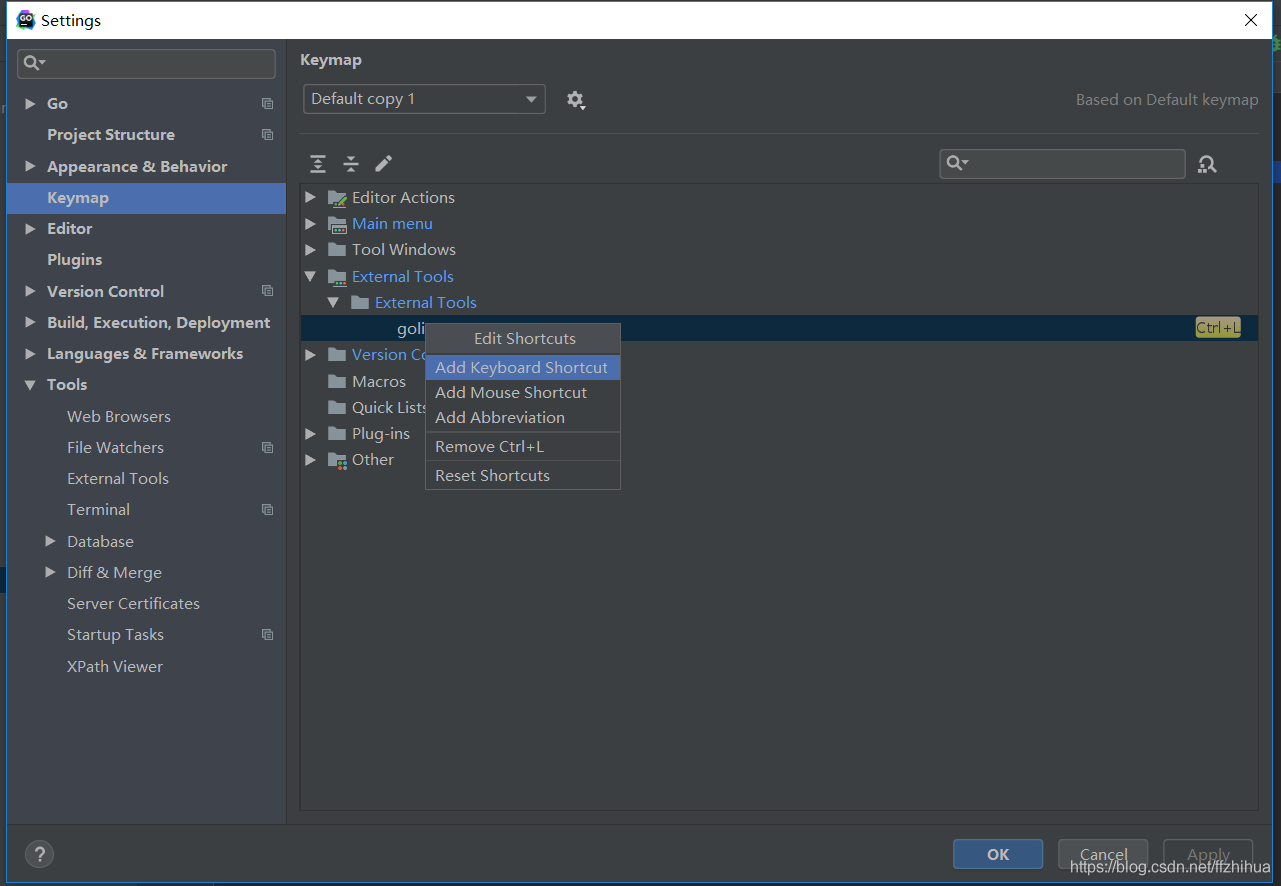 Settings
Keymap
Default copy 1
Based on Default keymap
Go
Project Structure
Appearance & Behavior
Keymap
Editor
Plugins
Version Control
Build, Execution, Deployment
Languages & Frameworks
Tools
Web Browsers
File Watchers
External Tools
Terminal
Database
Diff & Merge
Server Certificates
Startup Tasks
XPath Viewer
Editor Actions
Main menu
Tool Windows
External Tools
External Tools
goli
Ctrl+L
Version Co
Macros
Quick Lists
Plug-ins
Other
Edit Shortcuts
Add Keyboard Shortcut
Add Mouse Shortcut
Add Abbreviation
Remove Ctrl+L
Reset Shortcuts
?
OK
Cancel
Apply
https://blog.csdn.net/ffzhihua